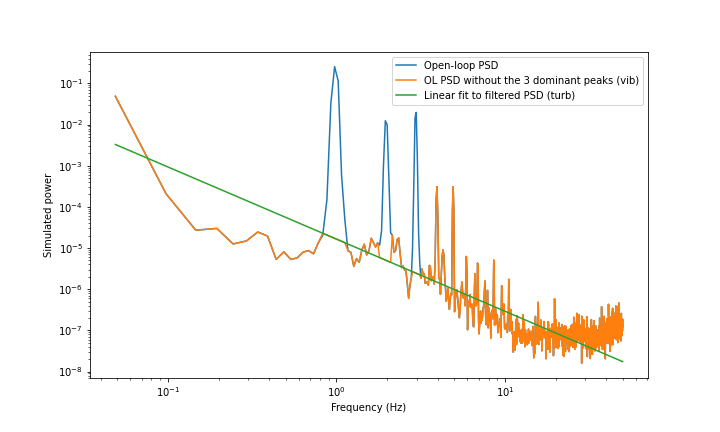 Open-loop PSD
OL PSD without the 3 dominant peaks (vib)
Linear fit to filtered PSD (turb)
Simulated power
10⁻¹
10⁻²
10⁻³
10⁻⁴
10⁻⁵
10⁻⁶
10⁻⁷
10⁻⁸
10⁻¹ 10⁰ 10¹
Frequency (Hz)